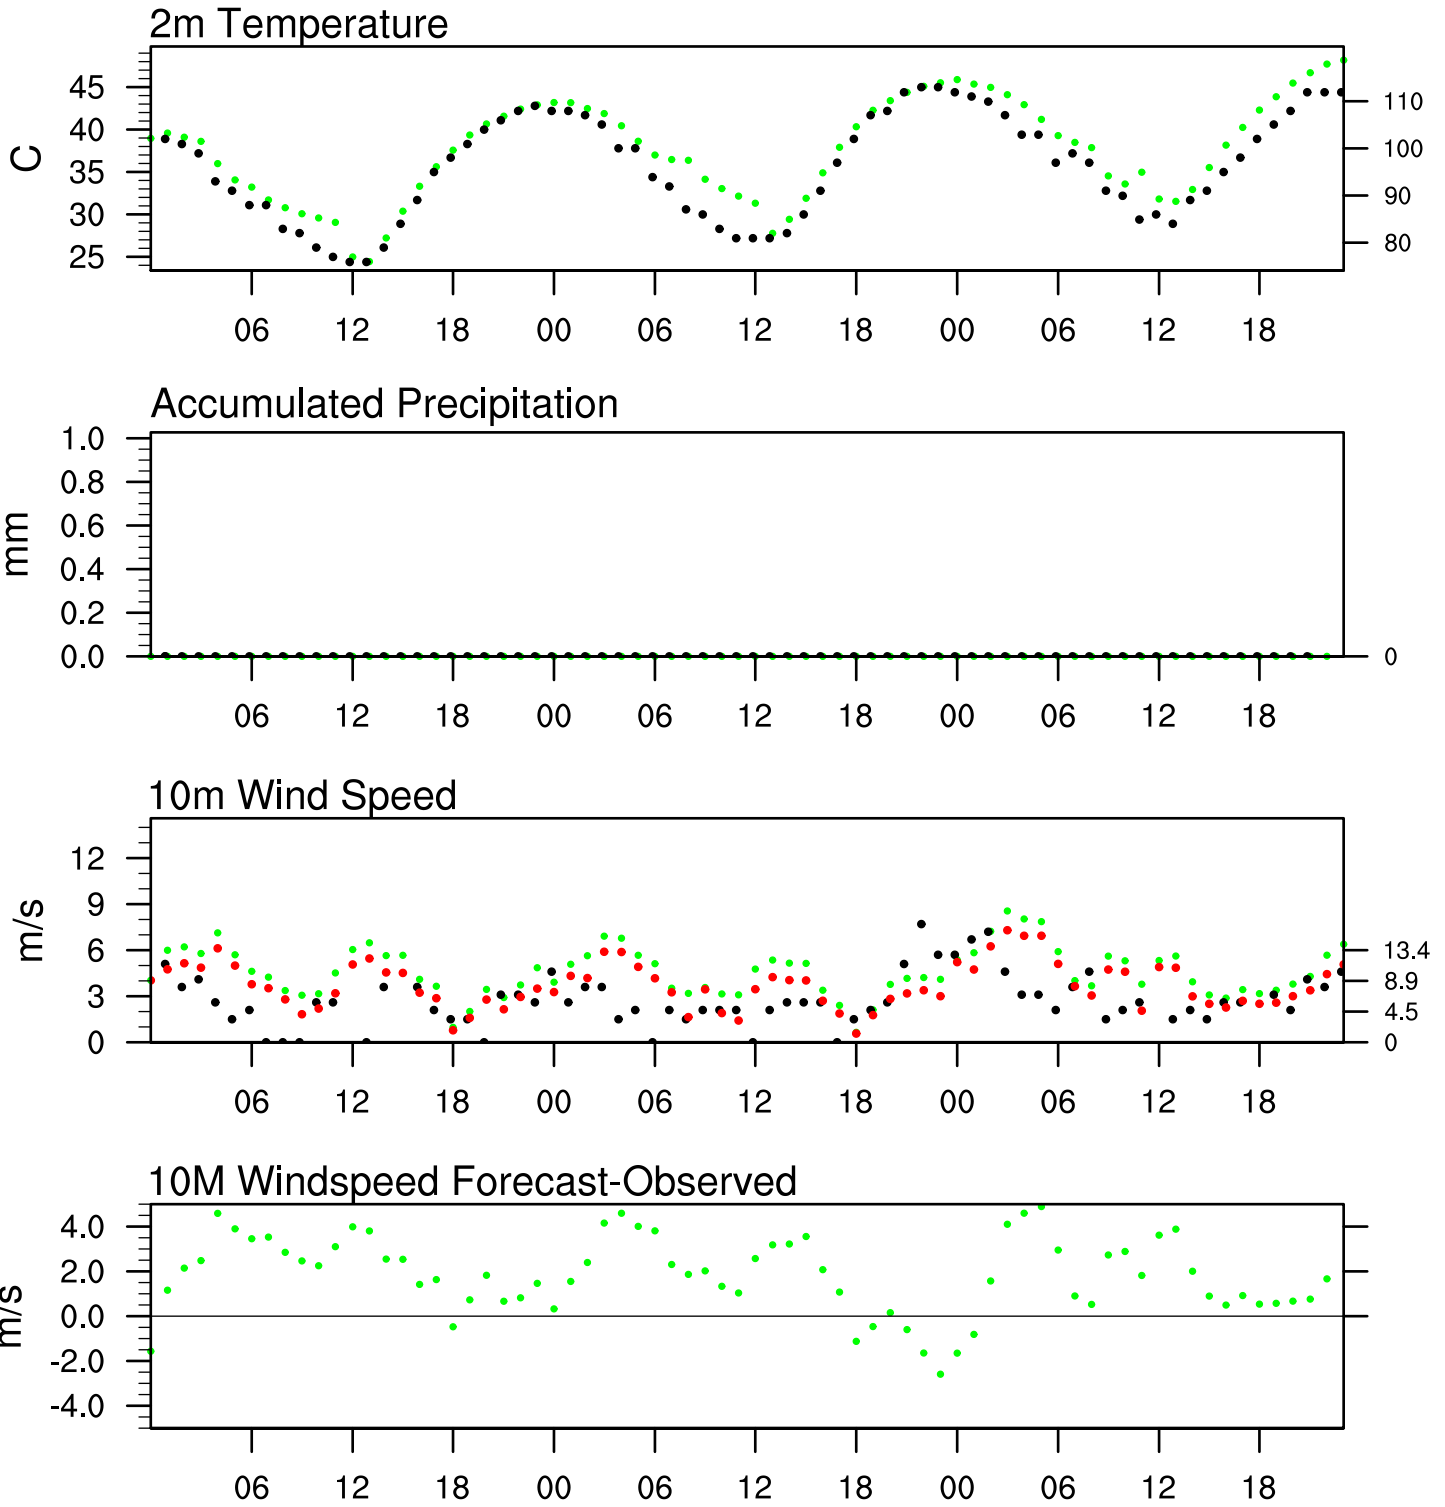 2m Temperature
45
40
35
30
25
C
110
100
90
80
06 12 18 00 06 12 18 00 06 12 18
Accumulated Precipitation
1.0
0.8
0.6
0.4
0.2
0.0
mm
0
06 12 18 00 06 12 18 00 06 12 18
10m Wind Speed
12
9
6
3
0
m/s
13.4
8.9
4.5
0
06 12 18 00 06 12 18 00 06 12 18
10M Windspeed Forecast-Observed
4.0
2.0
0.0
-2.0
-4.0
m/s
06 12 18 00 06 12 18 00 06 12 18